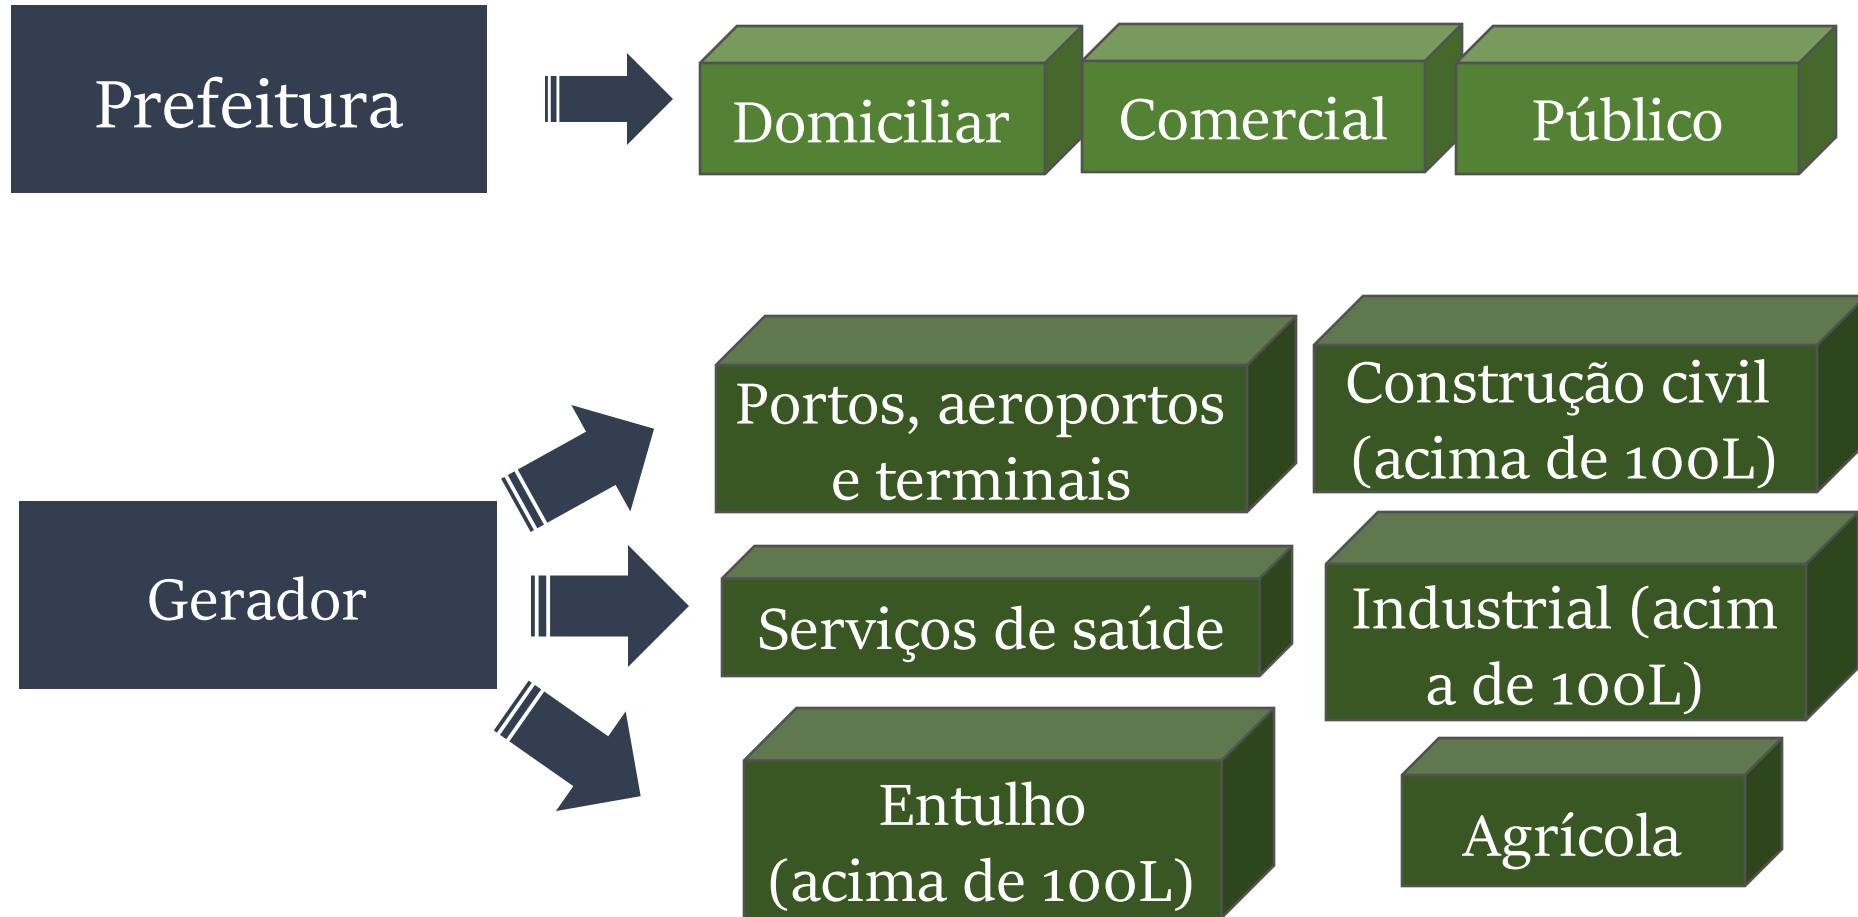 Prefeitura
Domiciliar
Comercial
Público
Gerador
Portos, aeroportos
e terminais
Construção civil
(acima de 100L)
Serviços de saúde
Industrial (acim
a de 100L)
Entulho
(acima de 100L)
Agrícola